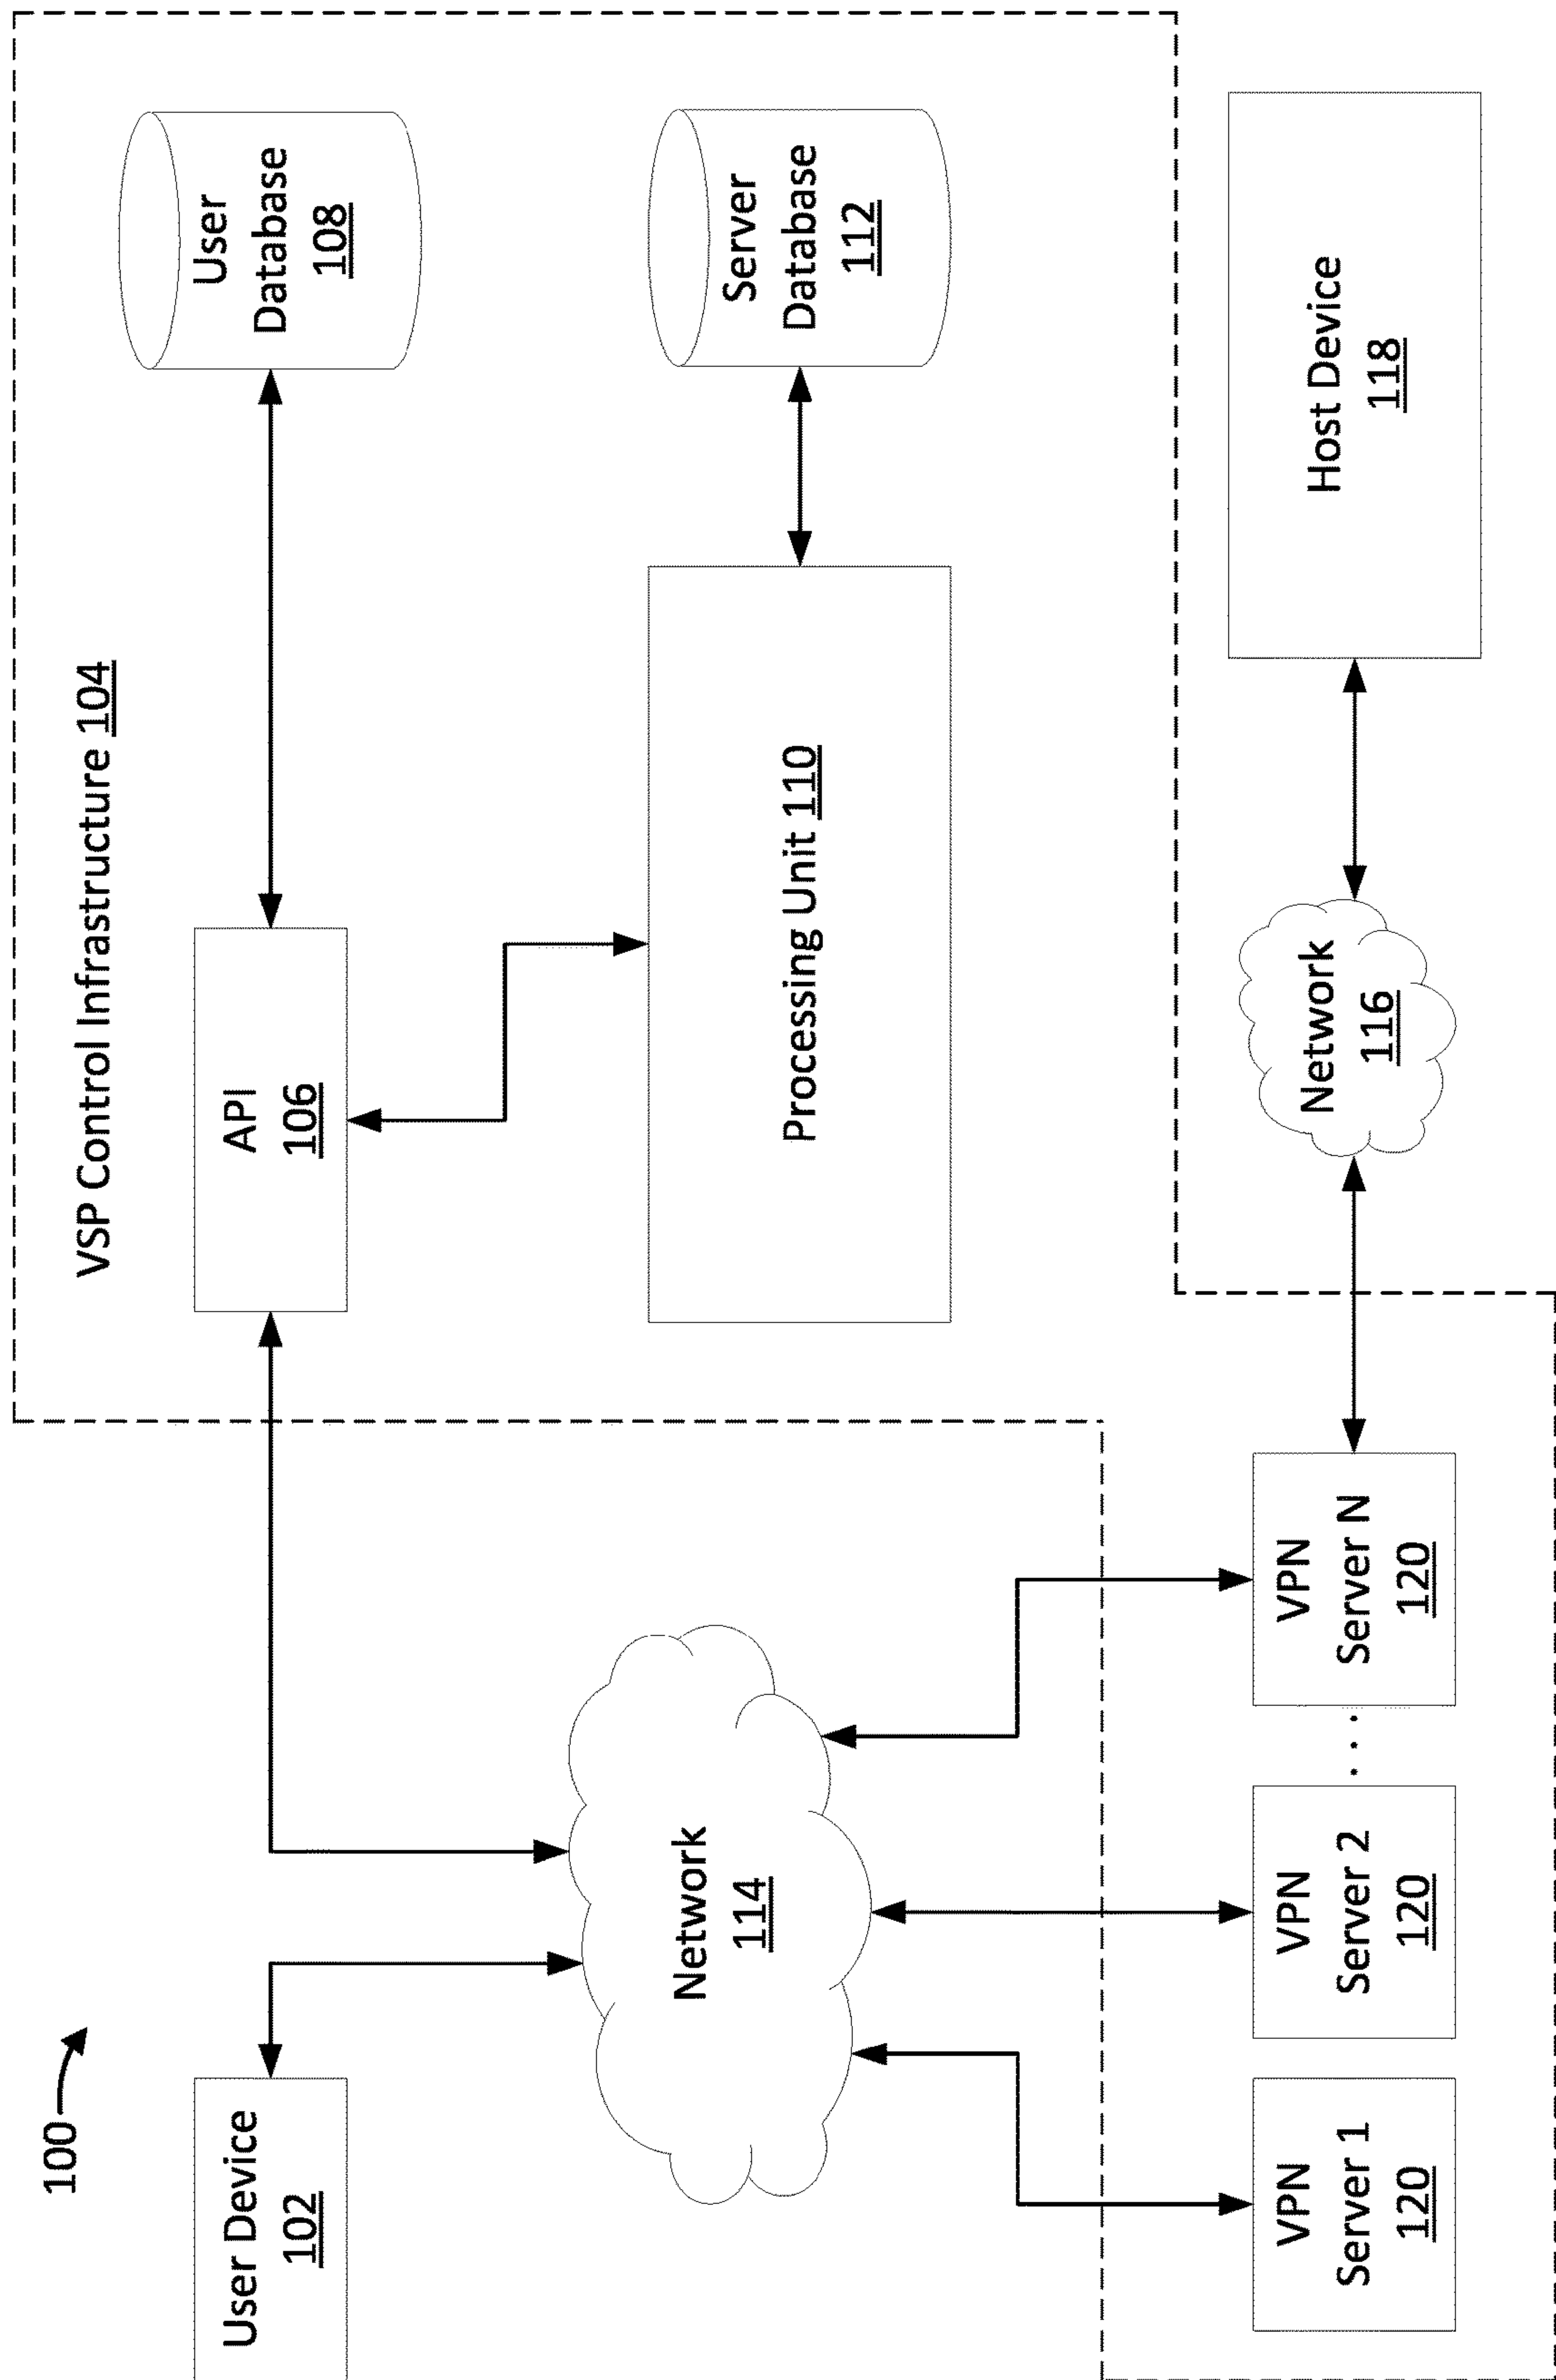 100
User Device
102
VSP Control Infrastructure 104
API
106
User
Database
108
Network
114
Processing Unit 110
Server
Database
112
VPN
Server 1
120
VPN
Server 2
120
...
VPN
Server N
120
Network
116
Host Device
118